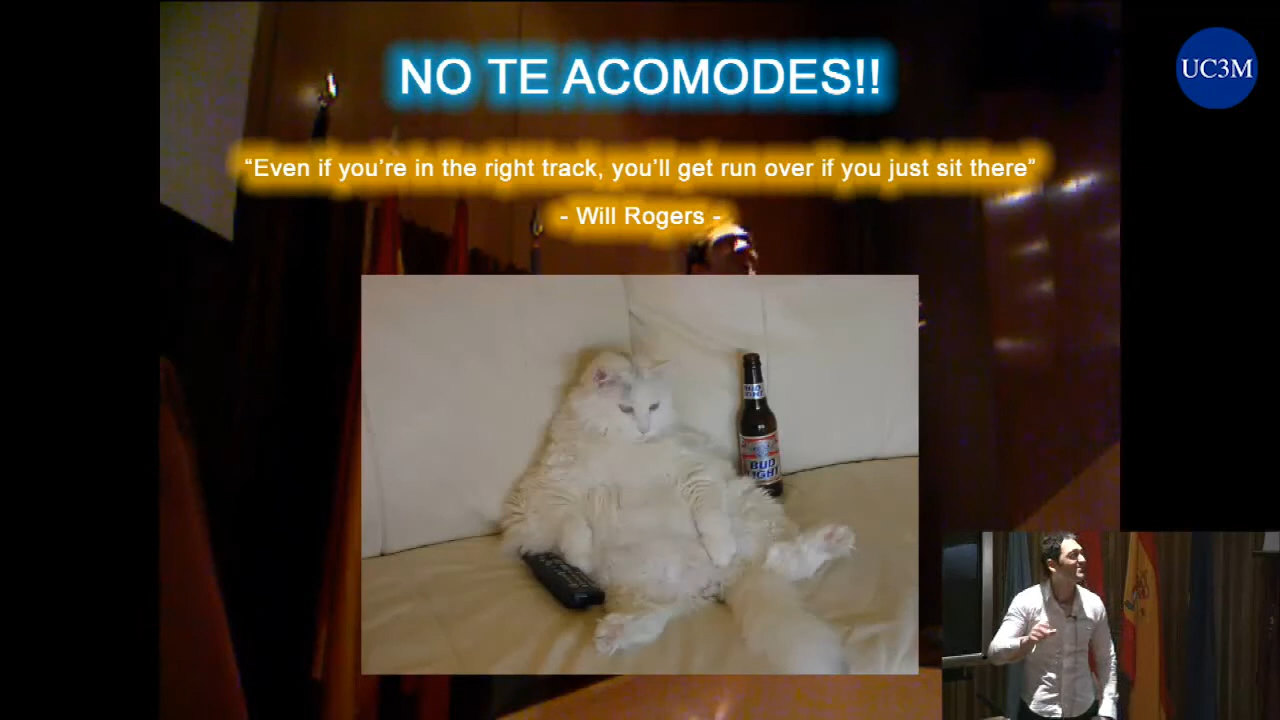 NO TE ACOMODES!!
UC3M
“Even if you’re in the right track, you’ll get run over if you just sit there”
- Will Rogers -
BUD
LIGHT